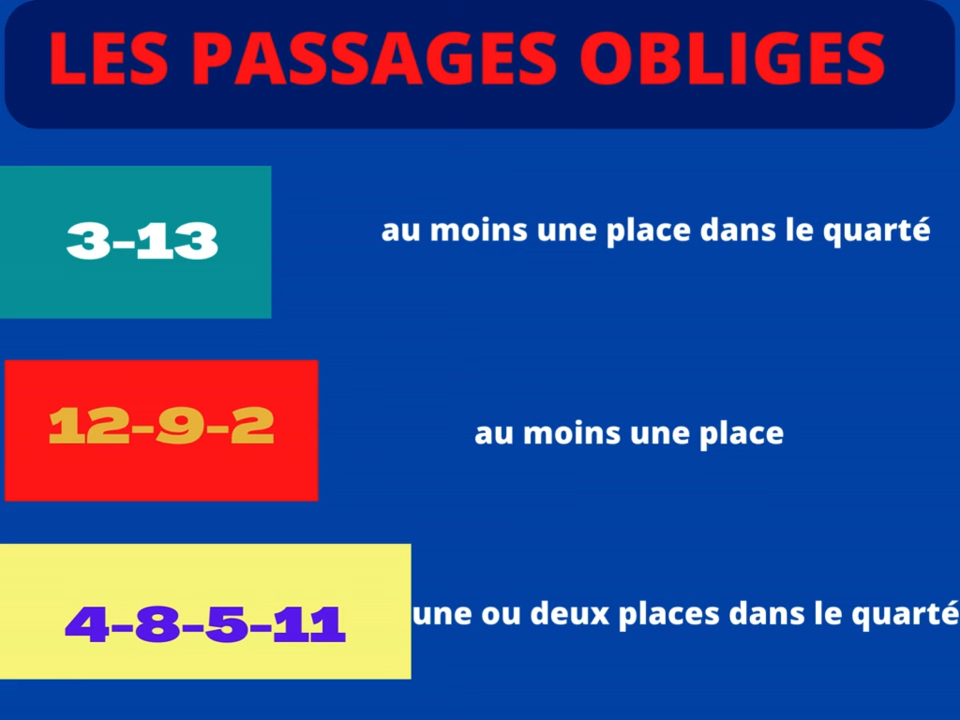 LES PASSAGES OBLIGES
3-13
au moins une place dans le quarté
12-9-2
au moins une place
4-8-5-11
une ou deux places dans le quarté